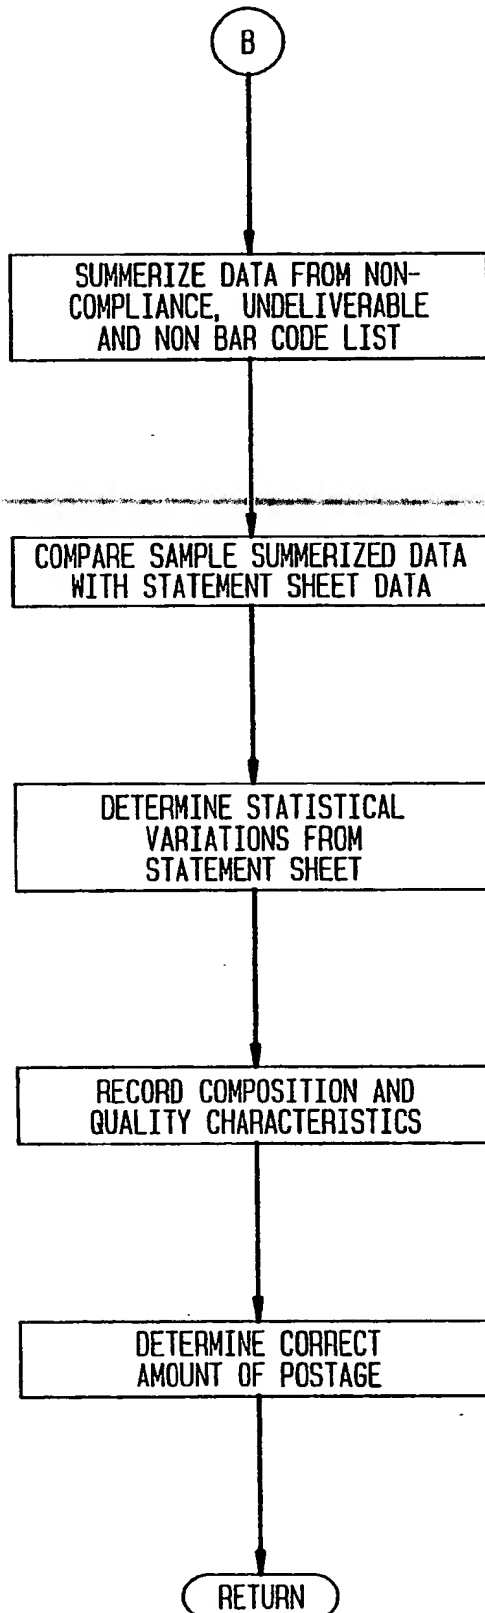 B
SUMMERIZE DATA FROM NON-
COMPLIANCE, UNDELIVERABLE
AND NON BAR CODE LIST
COMPARE SAMPLE SUMMERIZED DATA
WITH STATEMENT SHEET DATA
DETERMINE STATISTICAL
VARIATIONS FROM
STATEMENT SHEET
RECORD COMPOSITION AND
QUALITY CHARACTERISTICS
DETERMINE CORRECT
AMOUNT OF POSTAGE
RETURN